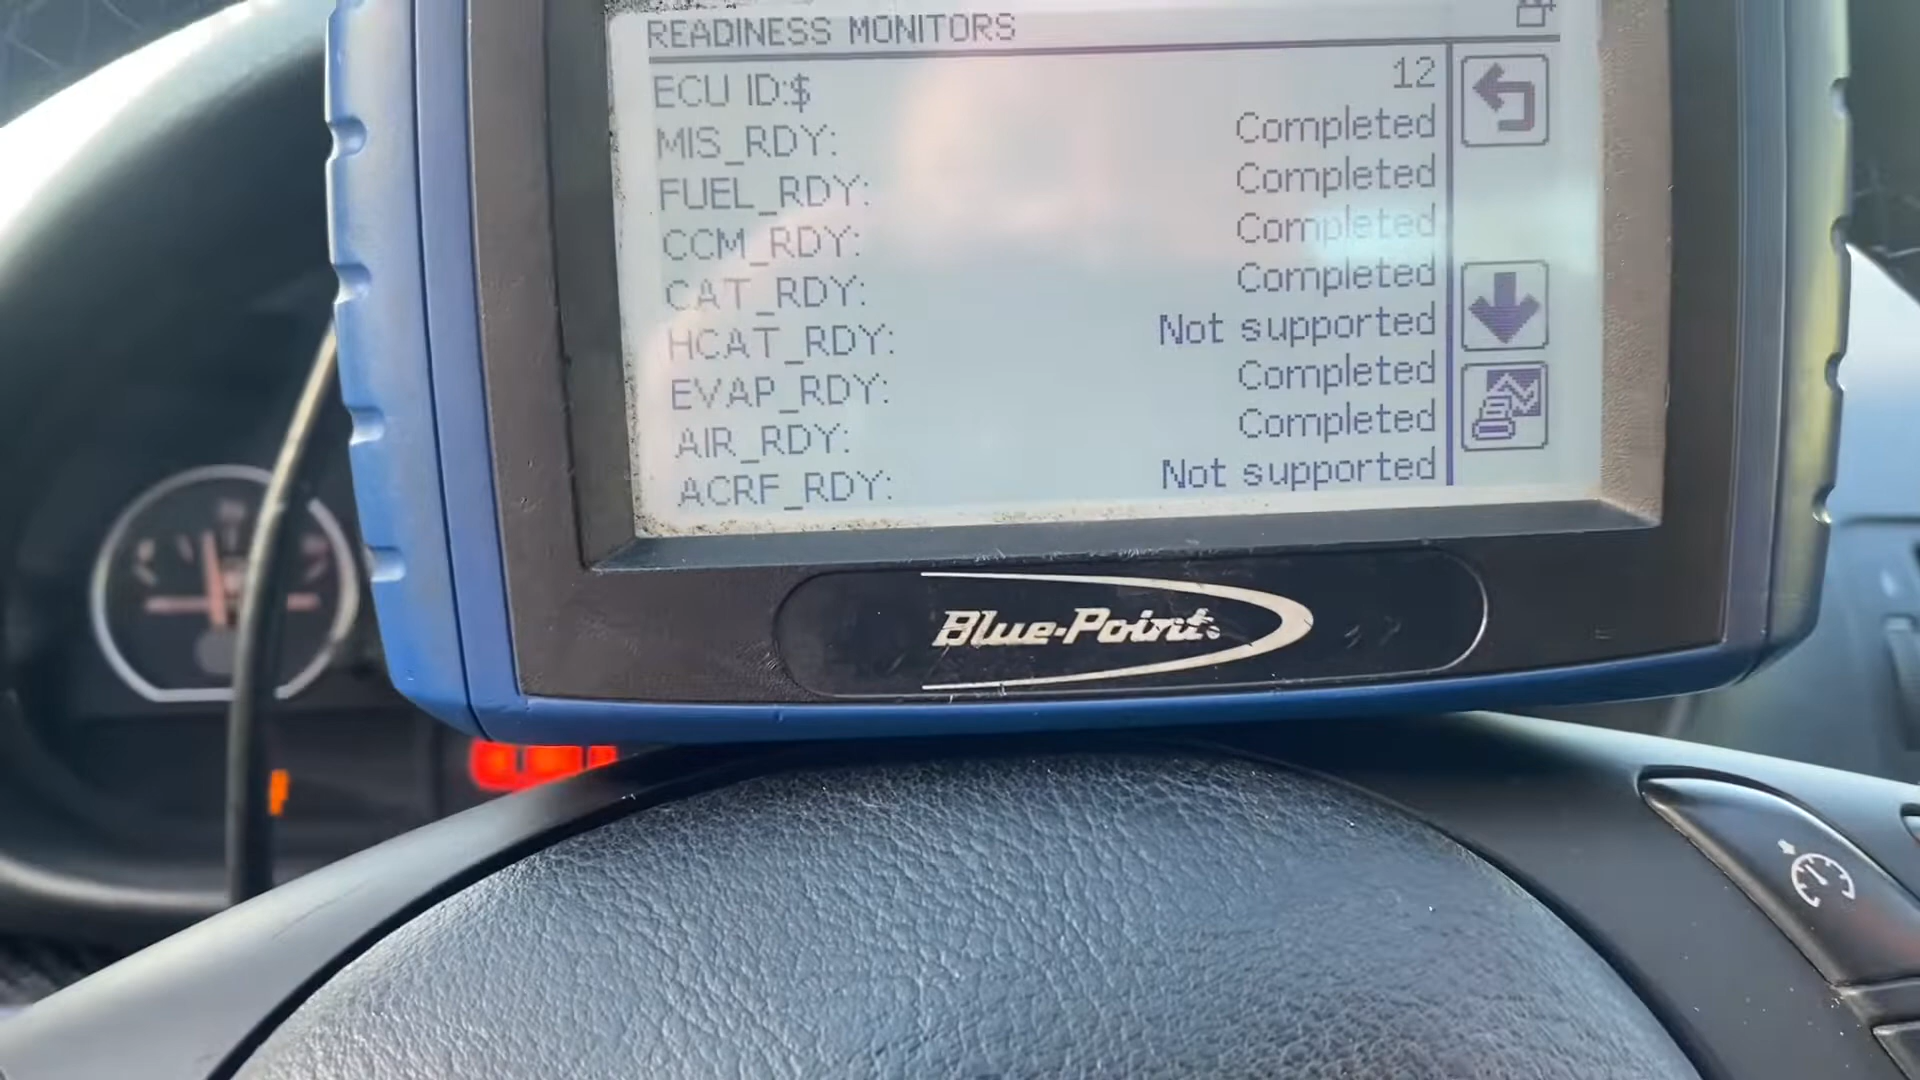 READINESS MONITORS
ECU ID:$ 12
MIS_RDY: Completed
FUEL_RDY: Completed
CCM_RDY: Completed
CAT_RDY: Completed
HCAT_RDY: Not supported
EVAP_RDY: Completed
AIR_RDY: Completed
ACRF_RDY: Not supported
Blue-Point